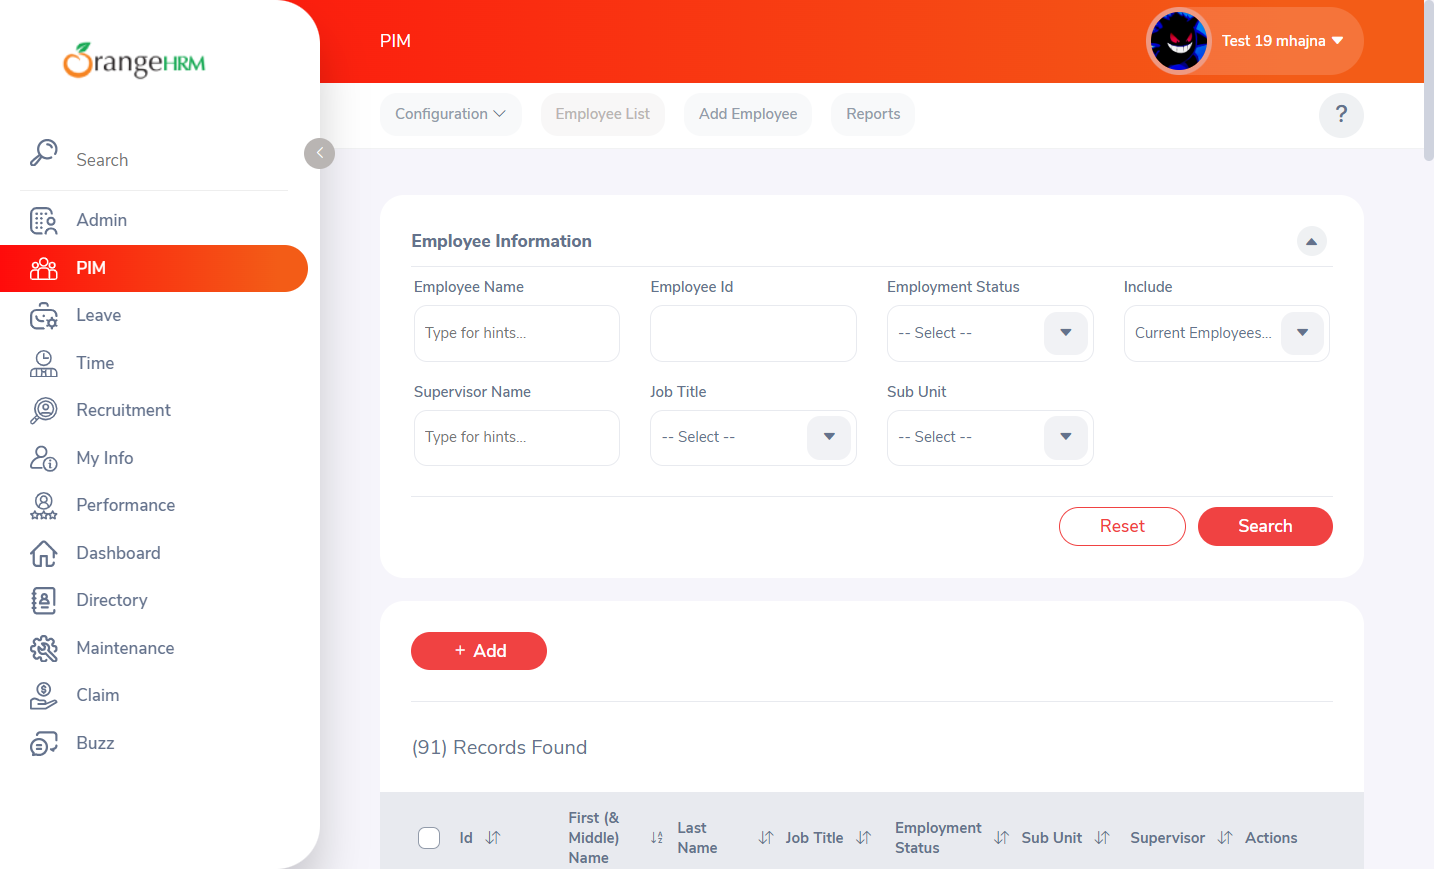 OrangeHRM
Search
Admin
PIM
Leave
Time
Recruitment
My Info
Performance
Dashboard
Directory
Maintenance
Claim
Buzz
PIM
Test 19 mhajna
Configuration
Employee List
Add Employee
Reports
?
Employee Information
Employee Name
Employee Id
Employment Status
Include
Type for hints...
-- Select --
Current Employees...
Supervisor Name
Job Title
Sub Unit
Type for hints...
-- Select --
-- Select --
Reset
Search
+ Add
(91) Records Found
Id
First (&
Middle)
Name
Last
Name
Job Title
Employment
Status
Sub Unit
Supervisor
Actions